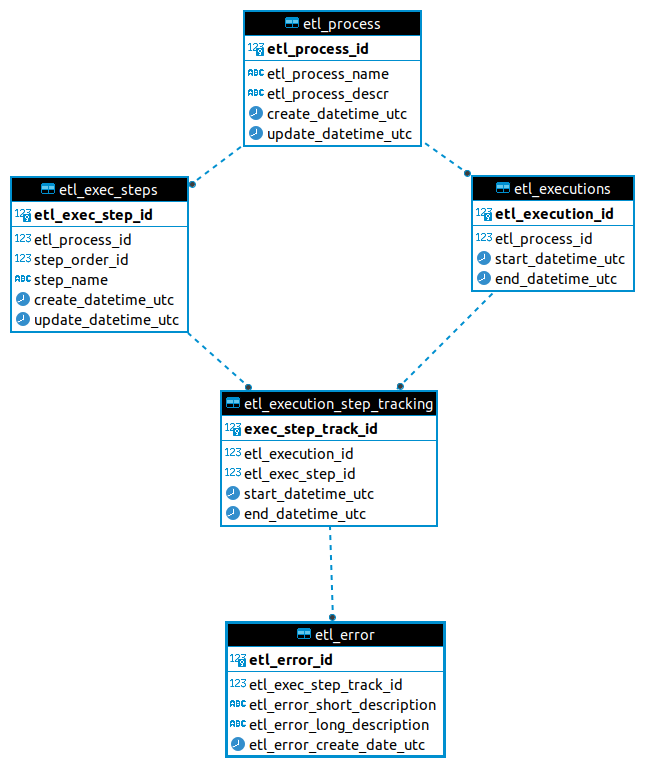 etl_process
123 etl_process_id
ABC etl_process_name
ABC etl_process_descr
create_datetime_utc
update_datetime_utc
etl_exec_steps
123 etl_exec_step_id
123 etl_process_id
123 step_order_id
ABC step_name
create_datetime_utc
update_datetime_utc
etl_executions
123 etl_execution_id
123 etl_process_id
start_datetime_utc
end_datetime_utc
etl_execution_step_tracking
123 exec_step_track_id
123 etl_execution_id
123 etl_exec_step_id
start_datetime_utc
end_datetime_utc
etl_error
123 etl_error_id
123 etl_exec_step_track_id
ABC etl_error_short_description
ABC etl_error_long_description
etl_error_create_date_utc